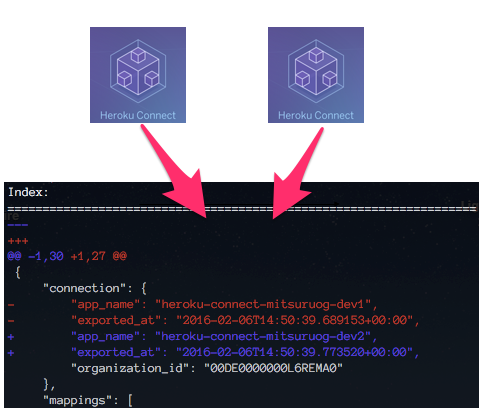 Heroku Connect
Heroku Connect
Index:
===================================================================
---
+++
@@ -1,30 +1,27 @@
{
"connection": {
- "app_name": "heroku-connect-mitsuruog-dev1",
- "exported_at": "2016-02-06T14:50:39.689153+00:00",
+ "app_name": "heroku-connect-mitsuruog-dev2",
+ "exported_at": "2016-02-06T14:50:39.773520+00:00",
"organization_id": "00DE0000000L6REMA0"
},
"mappings": [